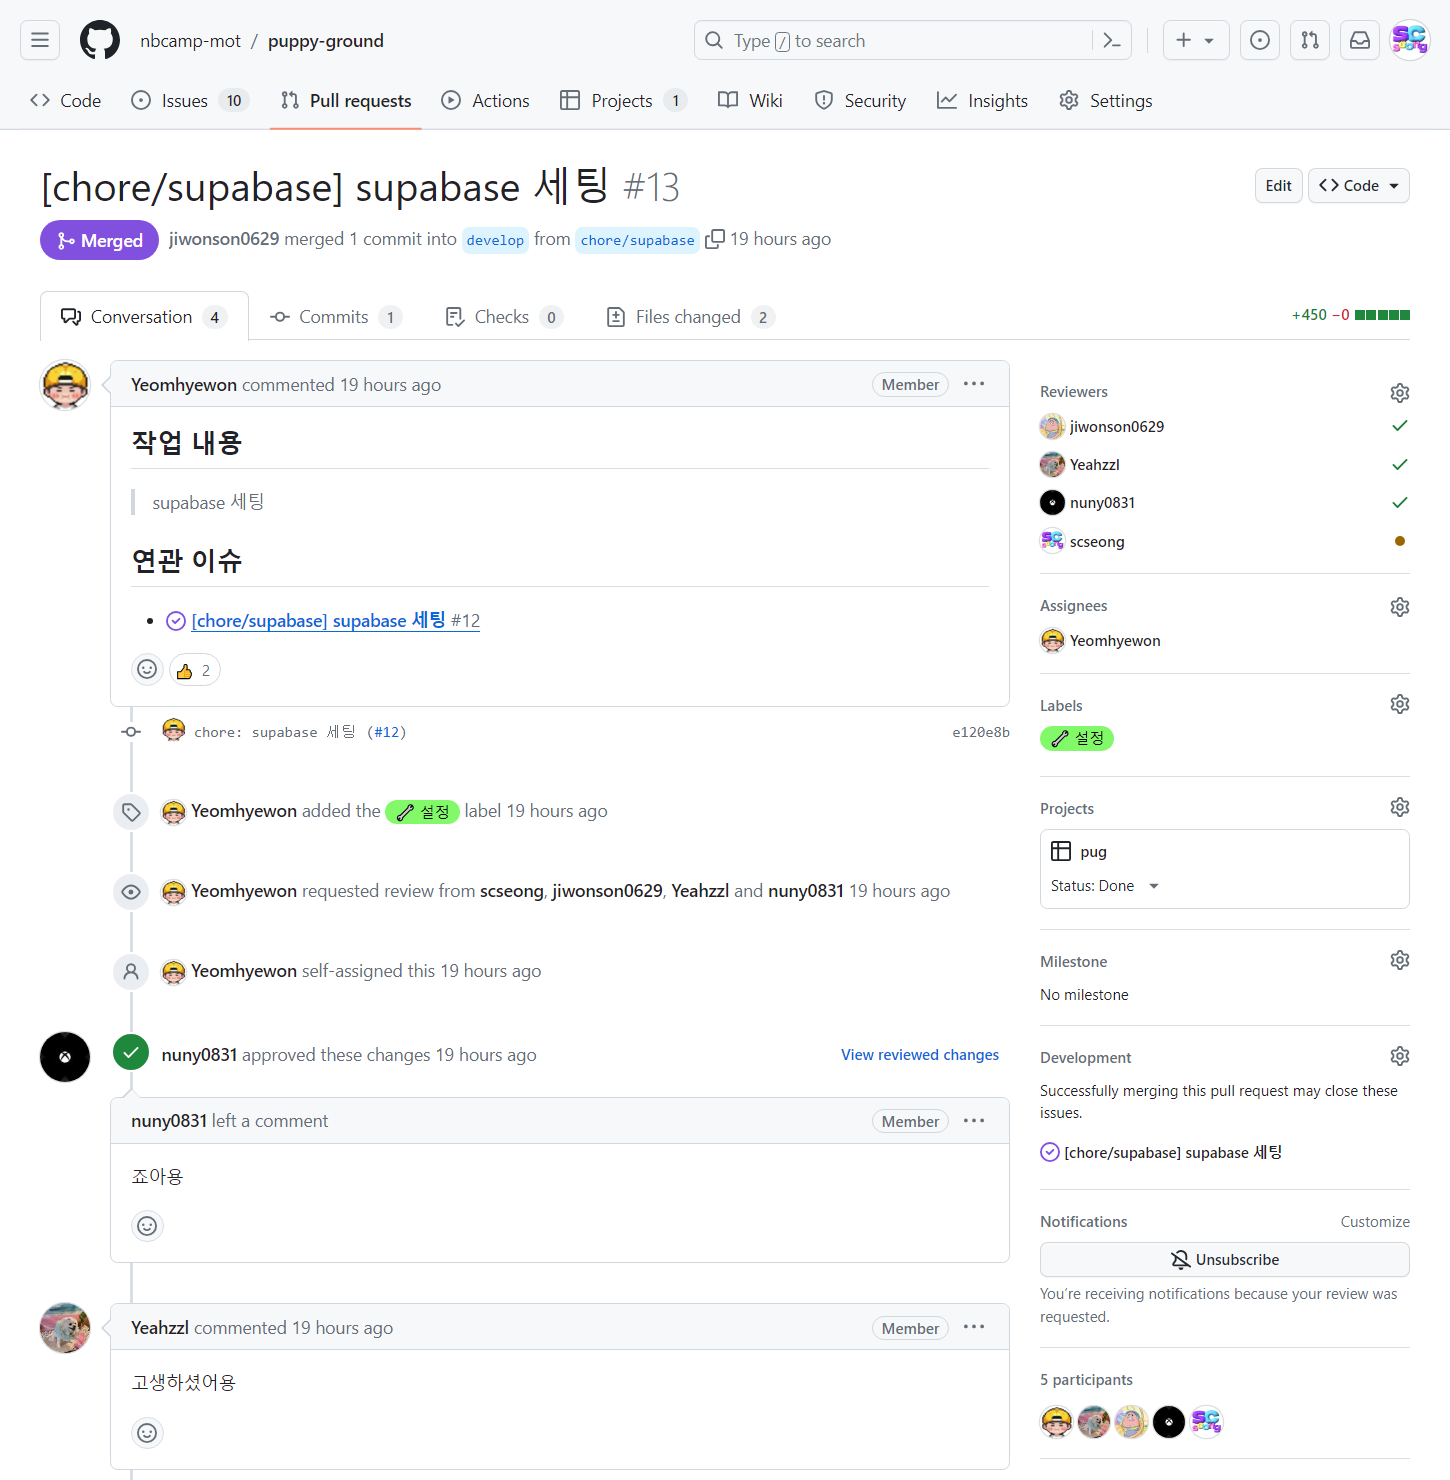 nbcamp-mot / puppy-ground
Type / to search
Code
Issues 10
Pull requests
Actions
Projects 1
Wiki
Security
Insights
Settings
[chore/supabase] supabase 세팅 #13
Edit
Code
Merged
jiwonson0629 merged 1 commit into develop from chore/supabase 19 hours ago
Conversation 4
Commits 1
Checks 0
Files changed 2
+450 −0
Yeomhyewon commented 19 hours ago
Member
작업 내용
supabase 세팅
연관 이슈
[chore/supabase] supabase 세팅 #12
2
chore: supabase 세팅 (#12)
e120e8b
Yeomhyewon added the 설정 label 19 hours ago
Yeomhyewon requested review from scseong, jiwonson0629, Yeahzzl and nuny0831 19 hours ago
Yeomhyewon self-assigned this 19 hours ago
nuny0831 approved these changes 19 hours ago
View reviewed changes
nuny0831 left a comment
Member
죠아용
Yeahzzl commented 19 hours ago
Member
고생하셨어용
Reviewers
jiwonson0629
Yeahzzl
nuny0831
scseong
Assignees
Yeomhyewon
Labels
설정
Projects
pug
Status: Done
Milestone
No milestone
Development
Successfully merging this pull request may close these
issues.
[chore/supabase] supabase 세팅
Notifications
Customize
Unsubscribe
You're receiving notifications because your review was
requested.
5 participants